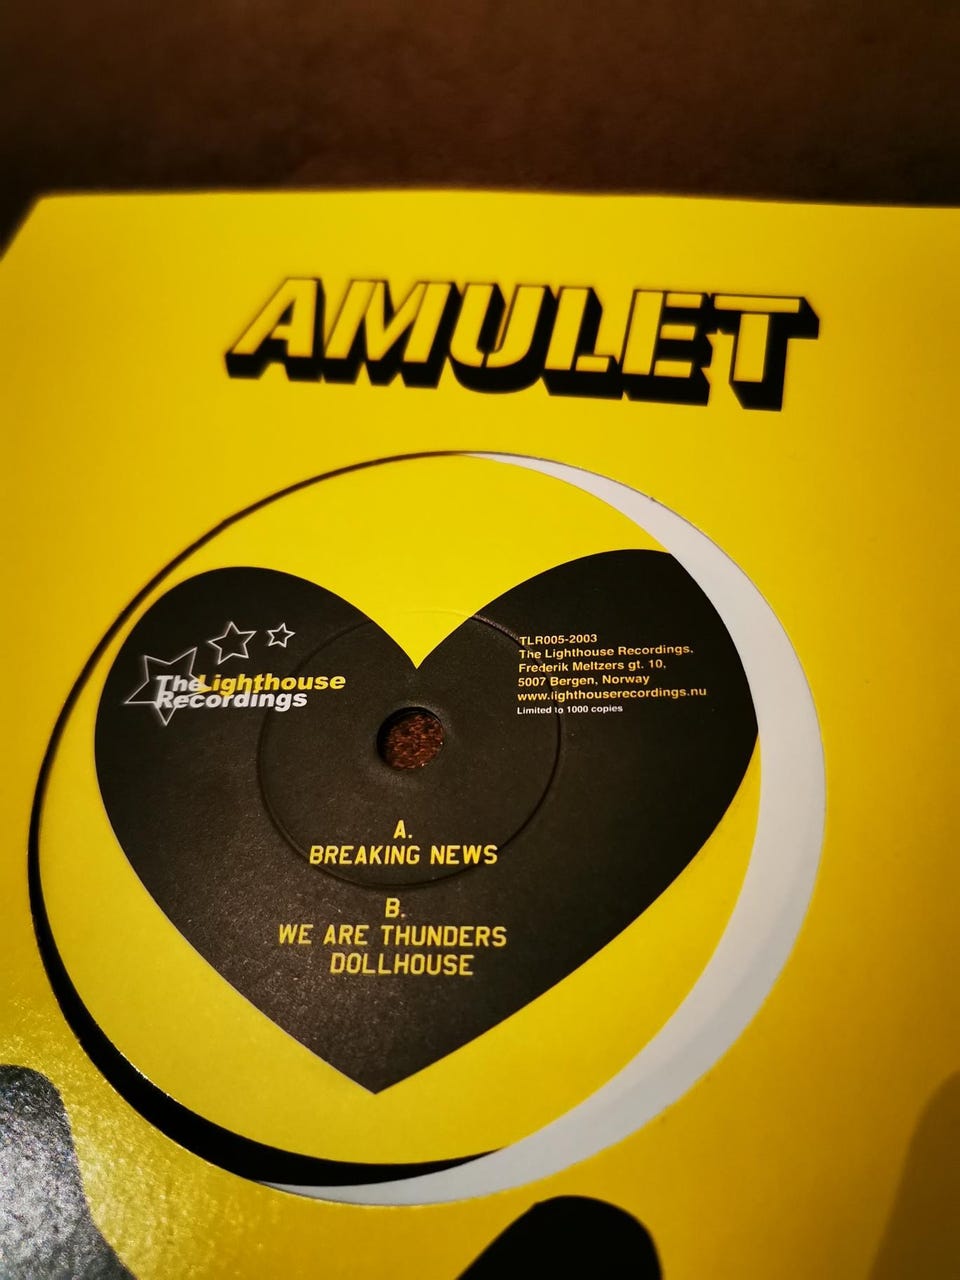 AMULET
The Lighthouse
Recordings
TLR005-2003
The Lighthouse Recordings.
Frederik Meltzers gt. 10,
5007 Bergen, Norway
www.lighthouserecordings.nu
Limited to 1000 copies
A.
BREAKING NEWS
B.
WE ARE THUNDERS
DOLLHOUSE